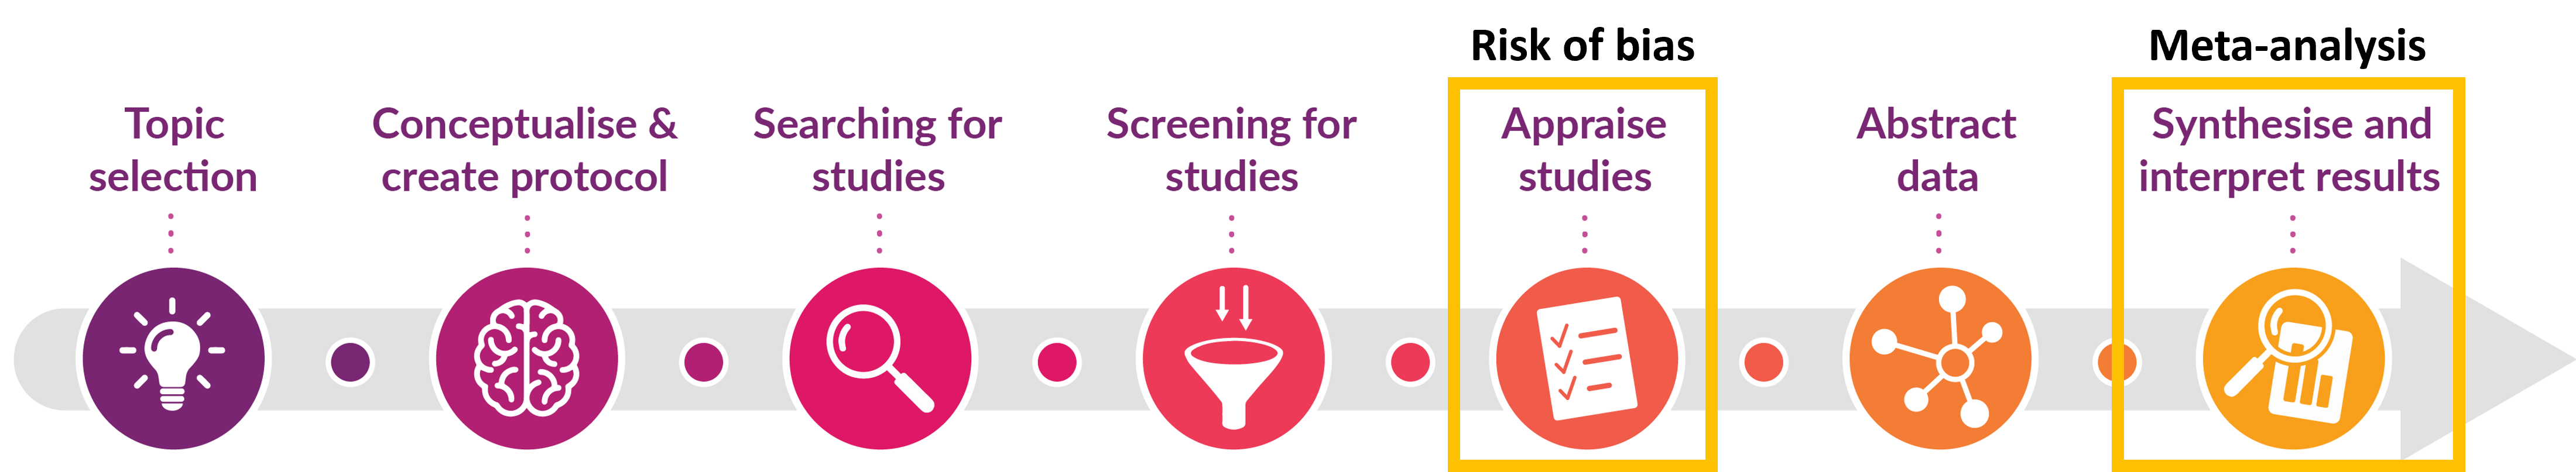 Risk of bias
Meta-analysis
Topic
selection
Conceptualise &
create protocol
Searching for
studies
Screening for
studies
Appraise
studies
Abstract
data
Synthesise and
interpret results